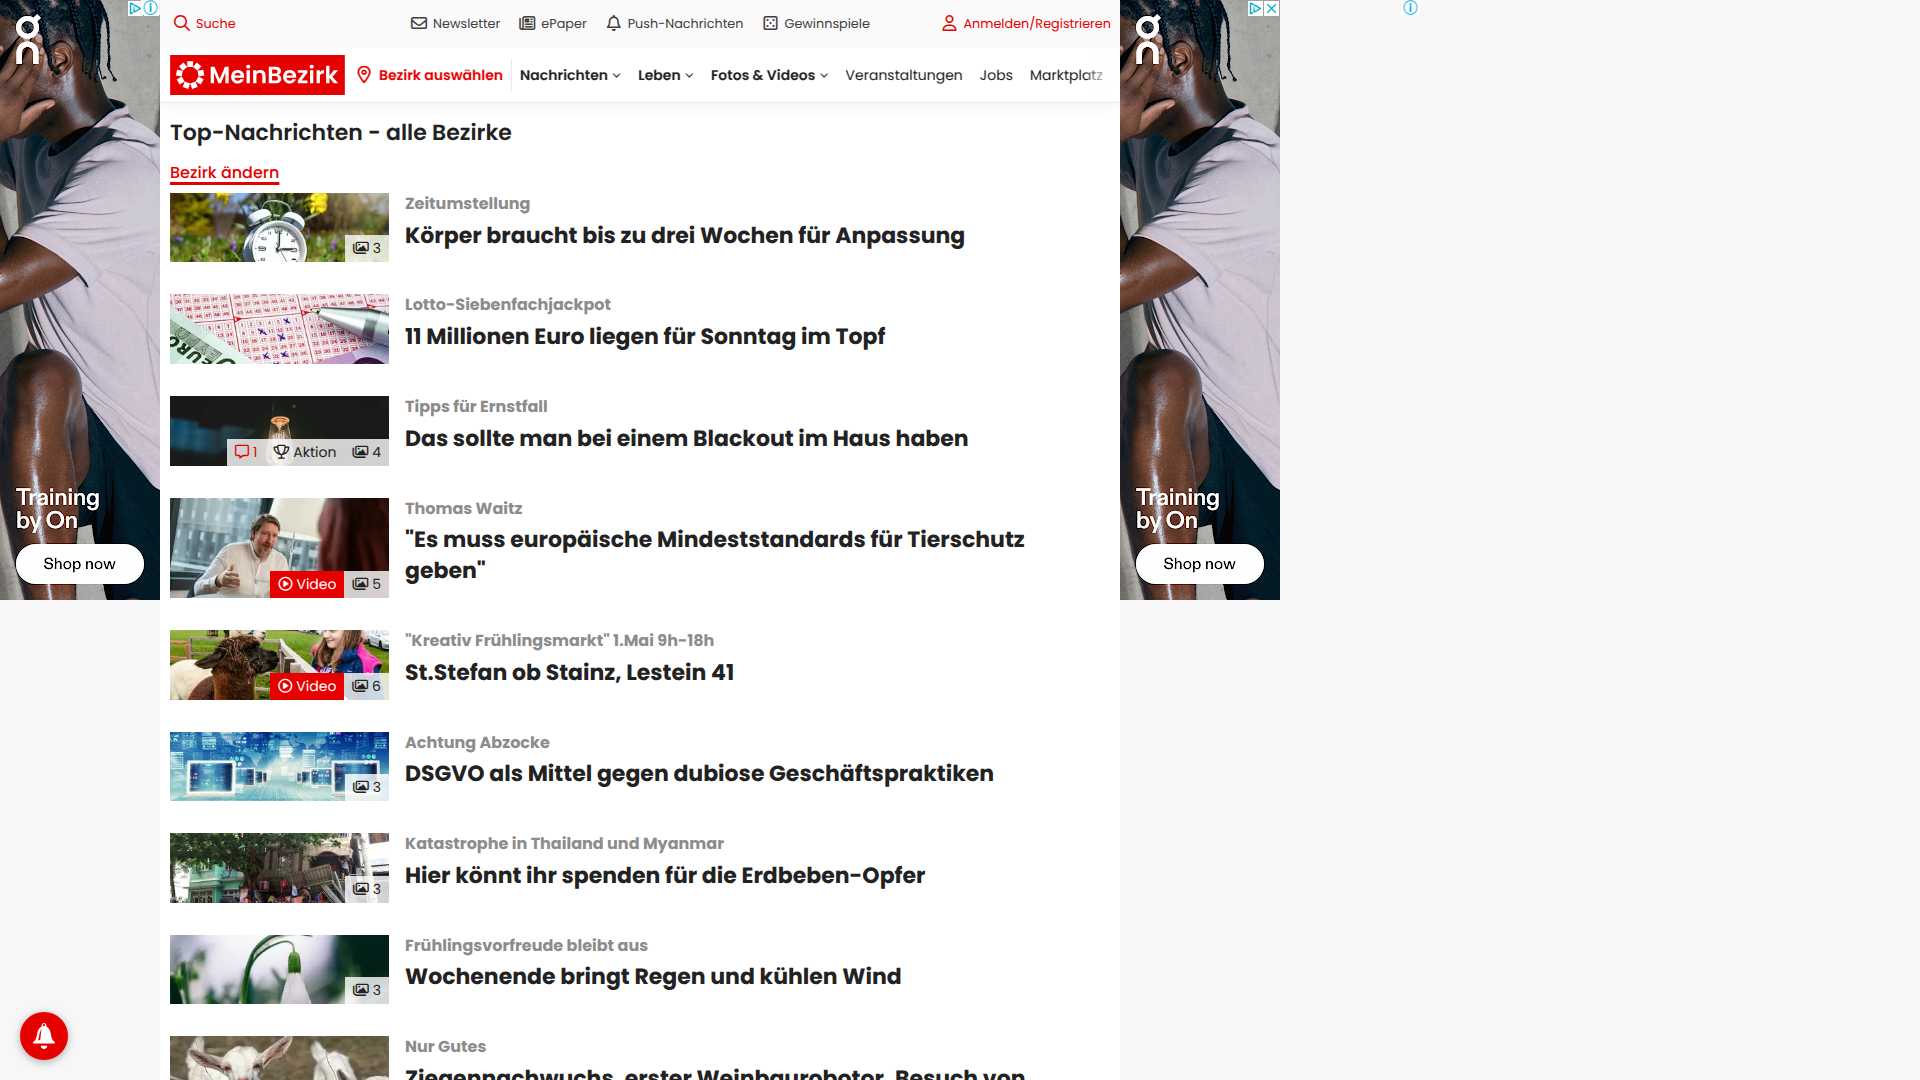 Suche
Newsletter
ePaper
Push-Nachrichten
Gewinnspiele
Anmelden/Registrieren
MeinBezirk
Bezirk auswählen
Nachrichten
Leben
Fotos & Videos
Veranstaltungen
Jobs
Marktplatz
Top-Nachrichten - alle Bezirke
Bezirk ändern
3
Zeitumstellung
Körper braucht bis zu drei Wochen für Anpassung
Lotto-Siebenfachjackpot
11 Millionen Euro liegen für Sonntag im Topf
1 Aktion 4
Tipps für Ernstfall
Das sollte man bei einem Blackout im Haus haben
Video 5
Thomas Waitz
"Es muss europäische Mindeststandards für Tierschutz
geben"
Video 6
"Kreativ Frühlingsmarkt" 1.Mai 9h-18h
St.Stefan ob Stainz, Lestein 41
3
Achtung Abzocke
DSGVO als Mittel gegen dubiose Geschäftspraktiken
3
Katastrophe in Thailand und Myanmar
Hier könnt ihr spenden für die Erdbeben-Opfer
3
Frühlingsvorfreude bleibt aus
Wochenende bringt Regen und kühlen Wind
Nur Gutes
Ziegennachwuchs, erster Weinbauroboter, Besuch von
Training
by On
Shop now
Training
by On
Shop now